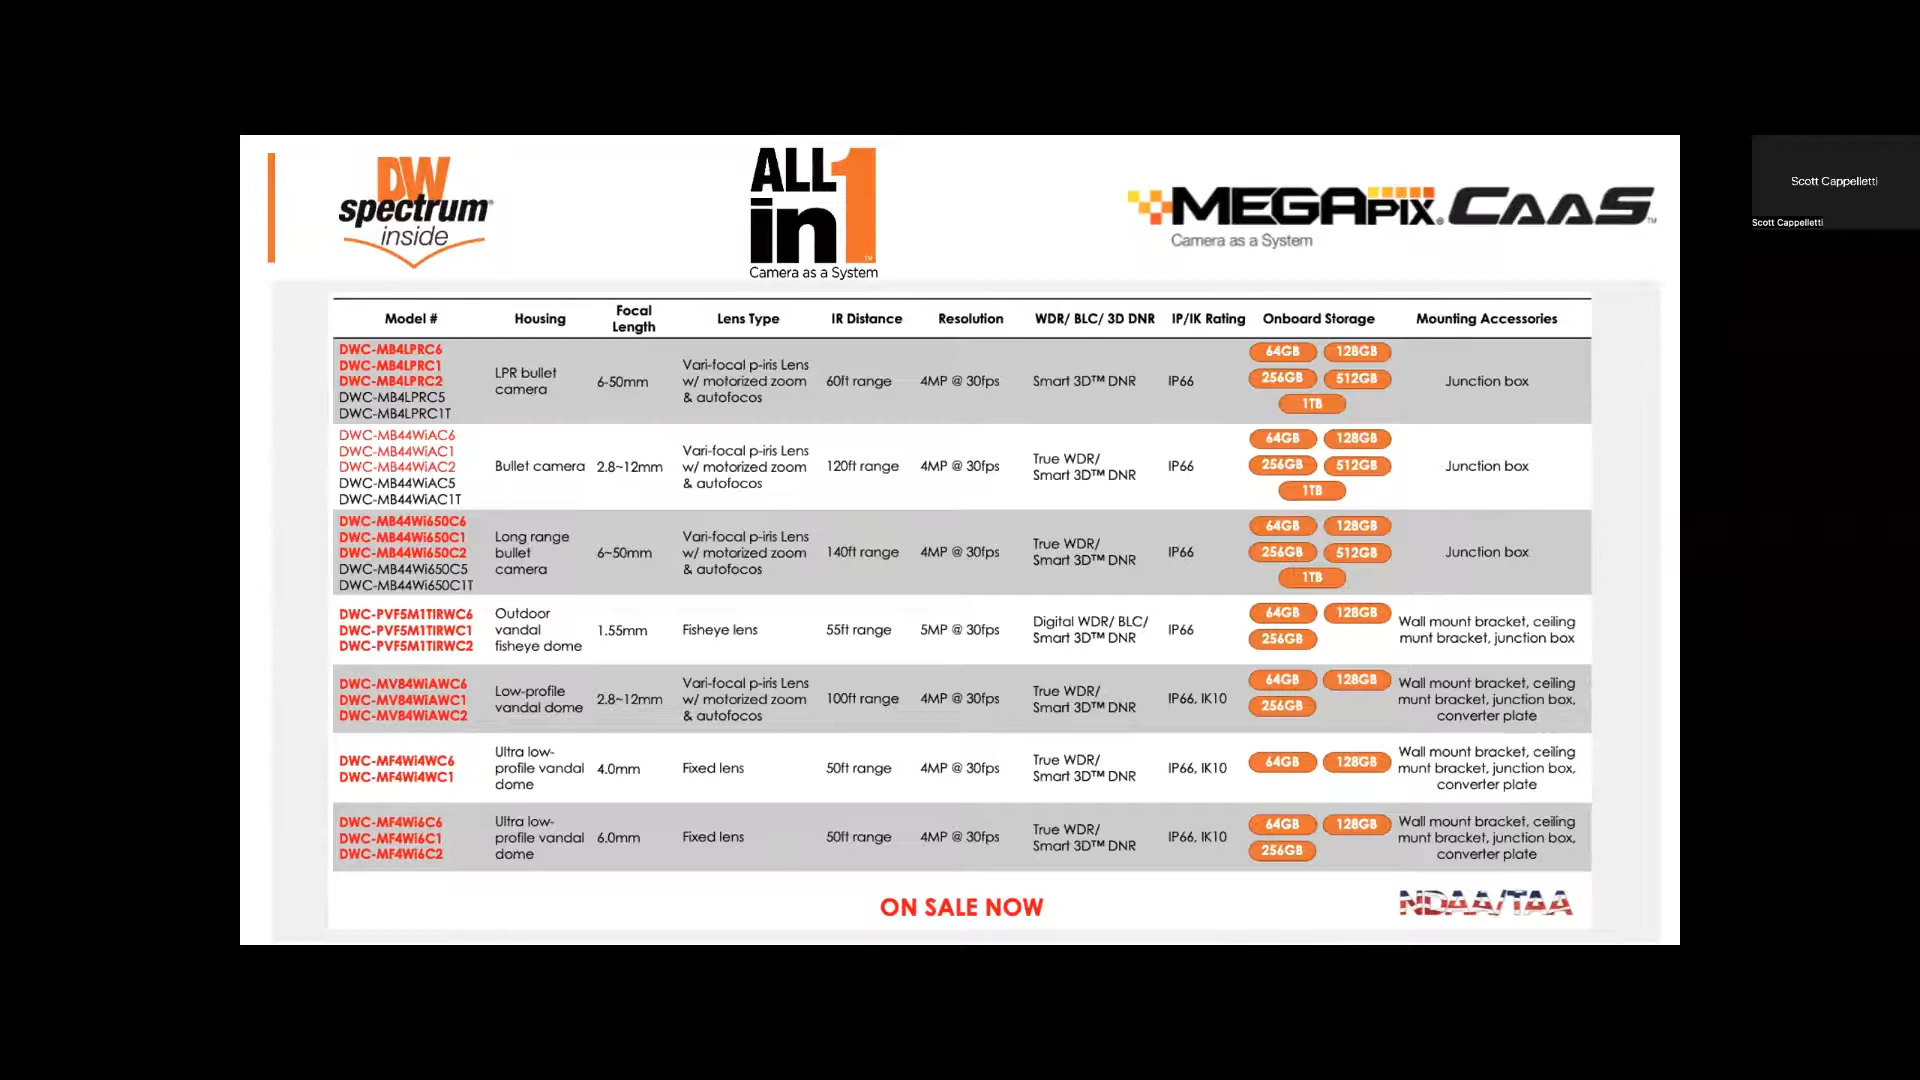 DW
spectrum®
inside
ALL
in1™
Camera as a System
MEGAPIX® CAAS™
Camera as a System
Scott Cappelletti
Scott Cappelletti
Model # Housing Focal Length Lens Type IR Distance Resolution WDR/ BLC/ 3D DNR IP/IK Rating Onboard Storage Mounting Accessories
DWC-MB4LPRC6
DWC-MB4LPRC1
DWC-MB4LPRC2
DWC-MB4LPRC5
DWC-MB4LPRC1T
LPR bullet
camera
6-50mm
Vari-focal p-iris Lens
w/ motorized zoom
& autofocos
60ft range
4MP @ 30fps
Smart 3D™ DNR
IP66
64GB 128GB
256GB 512GB
1TB
Junction box
DWC-MB44WiAC6
DWC-MB44WiAC1
DWC-MB44WiAC2
DWC-MB44WiAC5
DWC-MB44WiAC1T
Bullet camera
2.8~12mm
Vari-focal p-iris Lens
w/ motorized zoom
& autofocos
120ft range
4MP @ 30fps
True WDR/
Smart 3D™ DNR
IP66
64GB 128GB
256GB 512GB
1TB
Junction box
DWC-MB44Wi650C6
DWC-MB44Wi650C1
DWC-MB44Wi650C2
DWC-MB44Wi650C5
DWC-MB44Wi650C1T
Long range
bullet
camera
6~50mm
Vari-focal p-iris Lens
w/ motorized zoom
& autofocos
140ft range
4MP @ 30fps
True WDR/
Smart 3D™ DNR
IP66
64GB 128GB
256GB 512GB
1TB
Junction box
DWC-PVF5M1TIRWC6
DWC-PVF5M1TIRWC1
DWC-PVF5M1TIRWC2
Outdoor
vandal
fisheye dome
1.55mm
Fisheye lens
55ft range
5MP @ 30fps
Digital WDR/ BLC/
Smart 3D™ DNR
IP66
64GB 128GB
256GB
Wall mount bracket, ceiling
munt bracket, junction box
DWC-MV84WiAWC6
DWC-MV84WiAWC1
DWC-MV84WiAWC2
Low-profile
vandal dome
2.8~12mm
Vari-focal p-iris Lens
w/ motorized zoom
& autofocos
100ft range
4MP @ 30fps
True WDR/
Smart 3D™ DNR
IP66, IK10
64GB 128GB
256GB
Wall mount bracket, ceiling
munt bracket, junction box,
converter plate
DWC-MF4Wi4WC6
DWC-MF4Wi4WC1
Ultra low-
profile vandal
dome
4.0mm
Fixed lens
50ft range
4MP @ 30fps
True WDR/
Smart 3D™ DNR
IP66, IK10
64GB 128GB
Wall mount bracket, ceiling
munt bracket, junction box,
converter plate
DWC-MF4Wi6C6
DWC-MF4Wi6C1
DWC-MF4Wi6C2
Ultra low-
profile vandal
dome
6.0mm
Fixed lens
50ft range
4MP @ 30fps
True WDR/
Smart 3D™ DNR
IP66, IK10
64GB 128GB
256GB
Wall mount bracket, ceiling
munt bracket, junction box,
converter plate
ON SALE NOW
NDAA/TAA